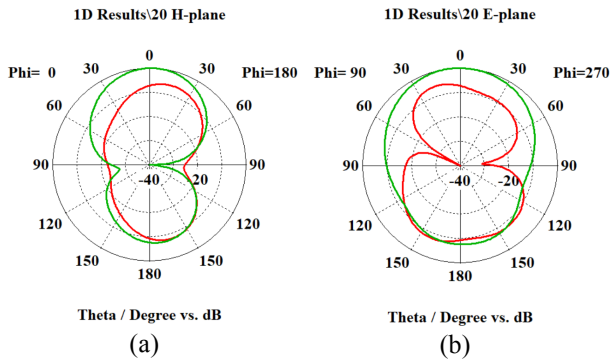 1D Results\20 H-plane
0
30 30
Phi= 0 Phi=180
60 60
90 -40 -20 90
120 120
150 150
180
Theta / Degree vs. dB
(a)
1D Results\20 E-plane
0
30 30
Phi= 90 Phi=270
60 60
90 -40 -20 90
120 120
150 150
180
Theta / Degree vs. dB
(b)